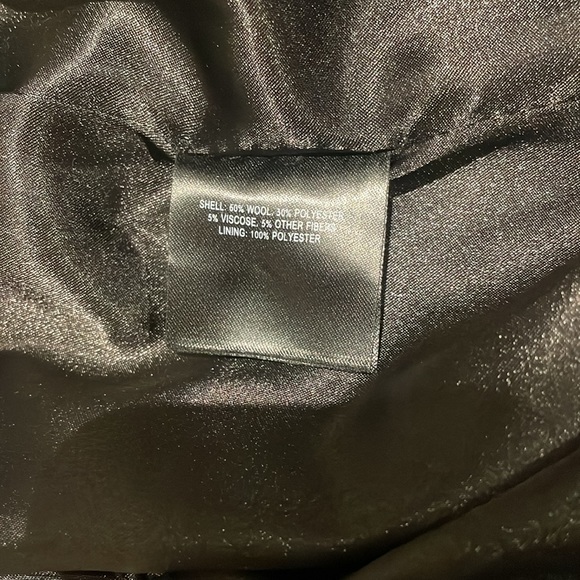 SHELL: 60% WOOL. 30% POLYESTER
5% VISCOSE. 5% OTHER FIBERS
LINING: 100% POLYESTER